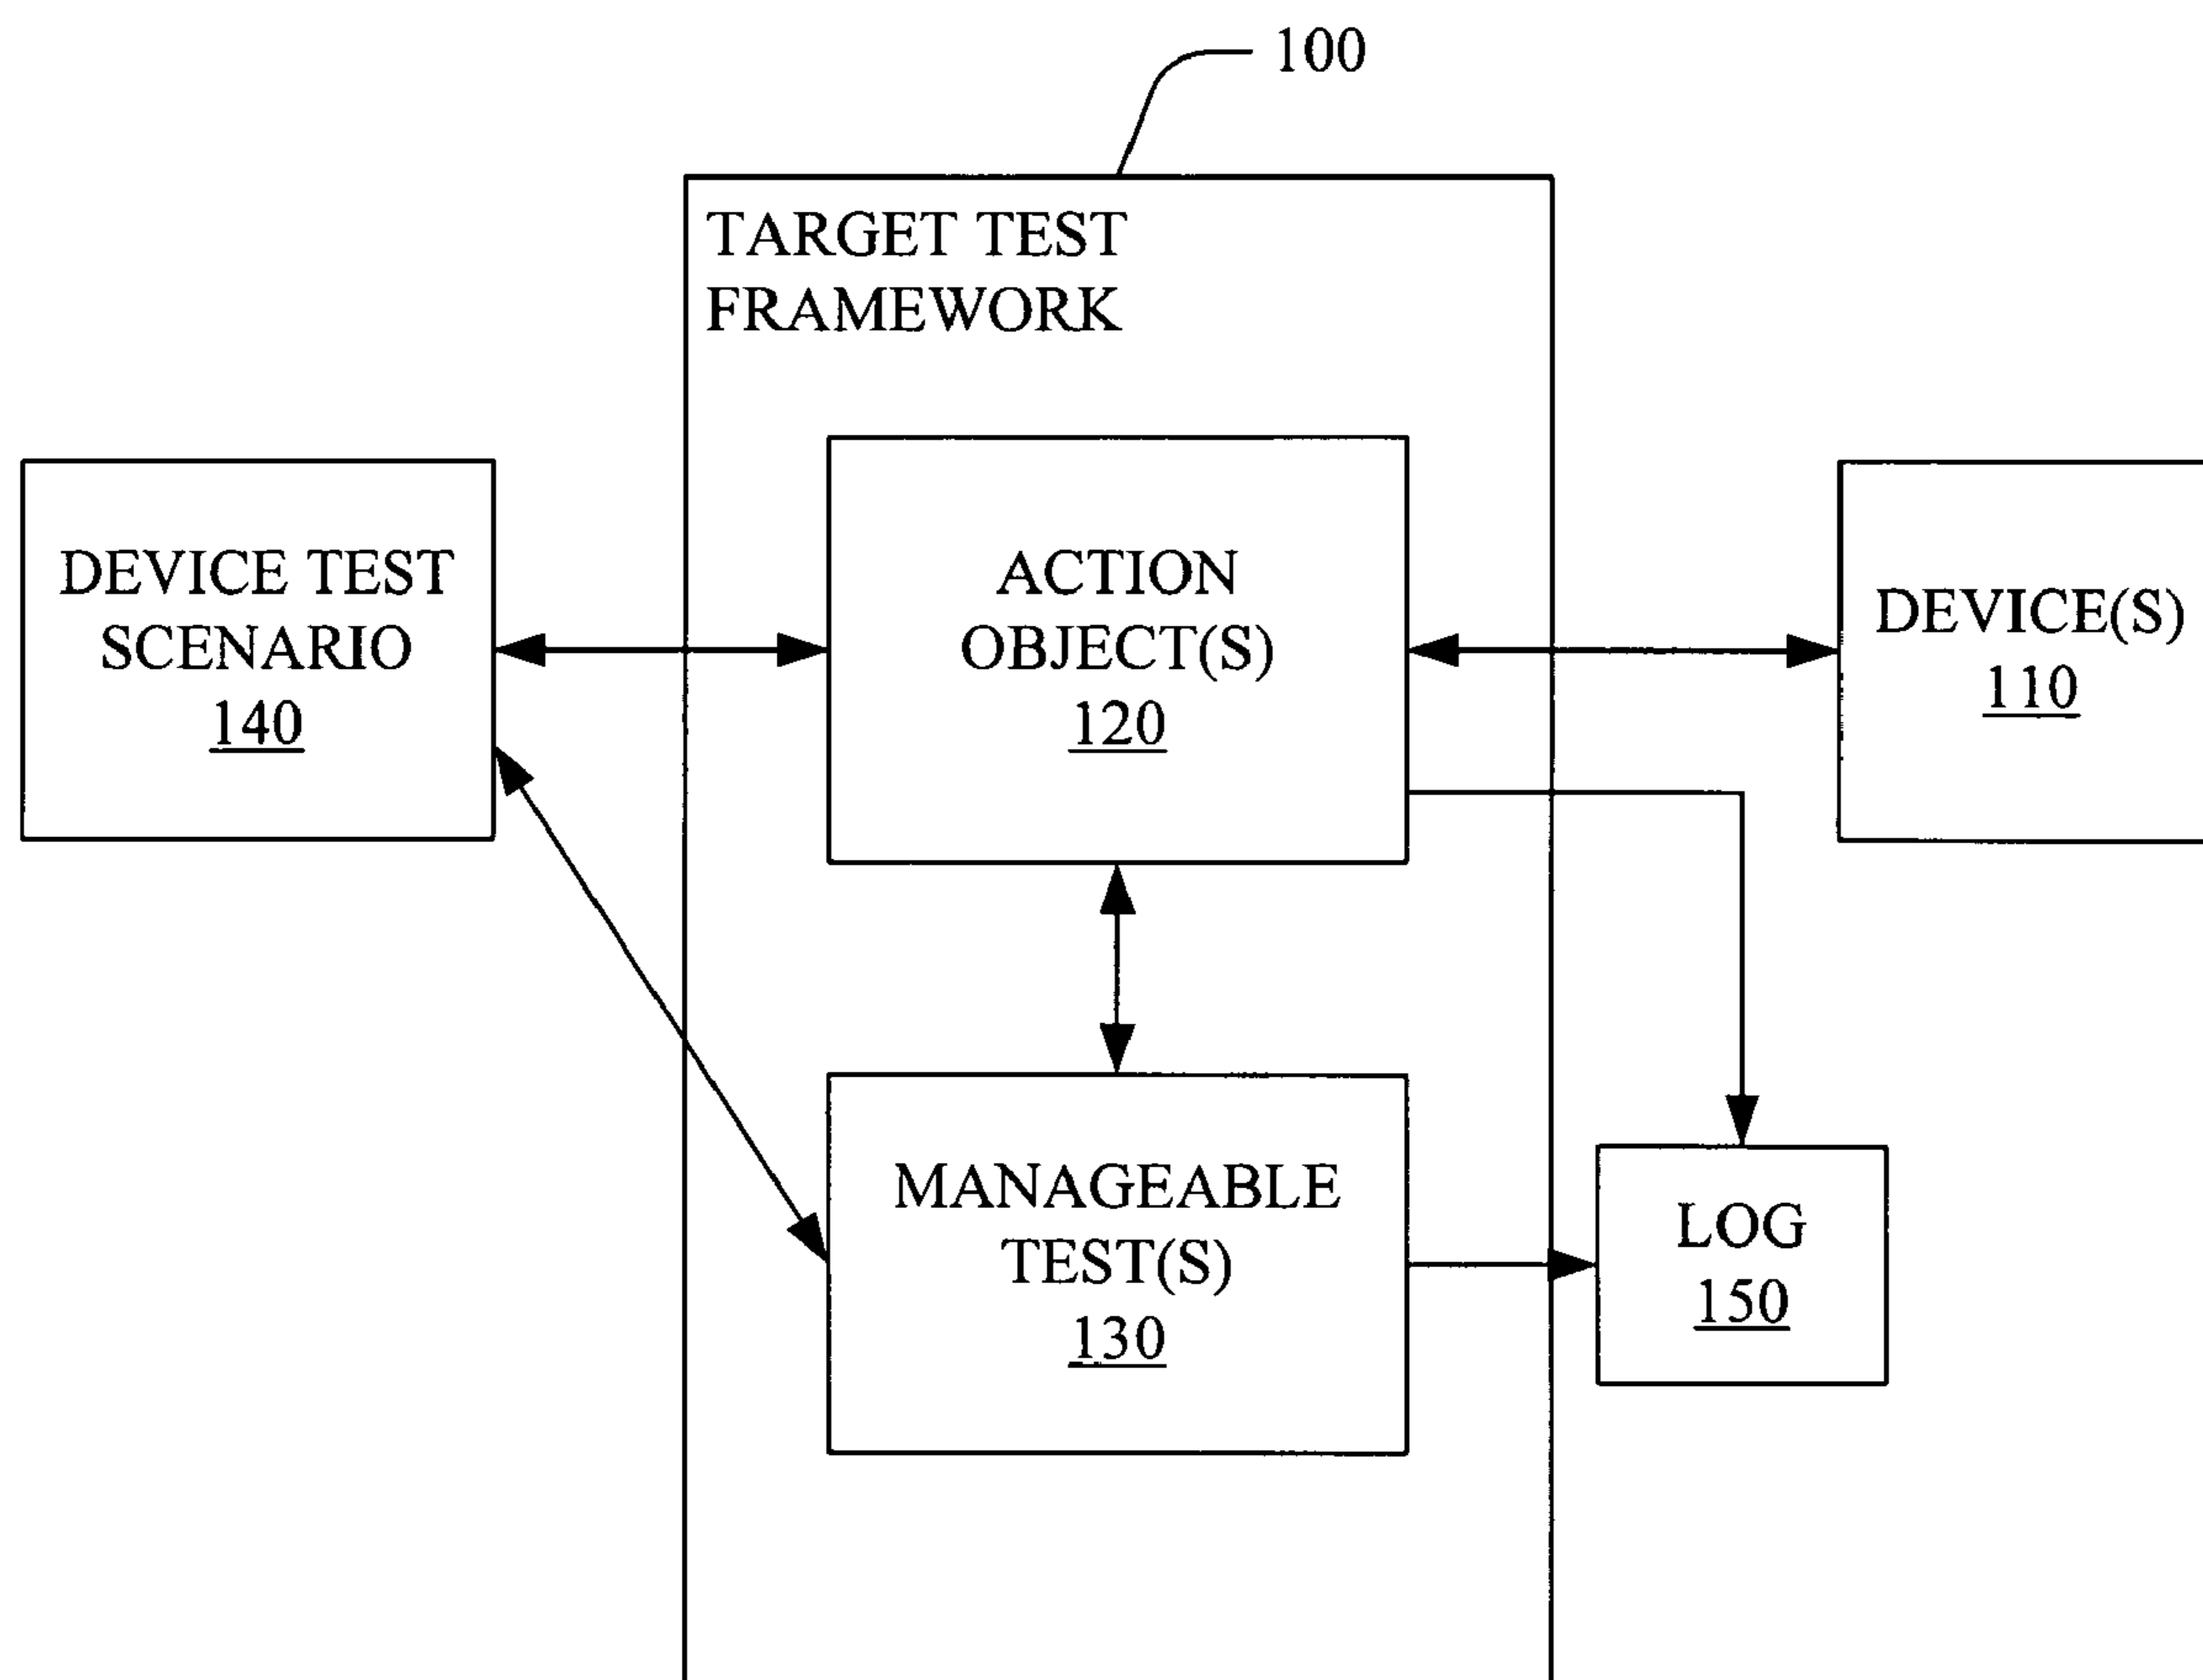 100
TARGET TEST
FRAMEWORK
DEVICE TEST
SCENARIO
140
ACTION
OBJECT(S)
120
DEVICE(S)
110
MANAGEABLE
TEST(S)
130
LOG
150